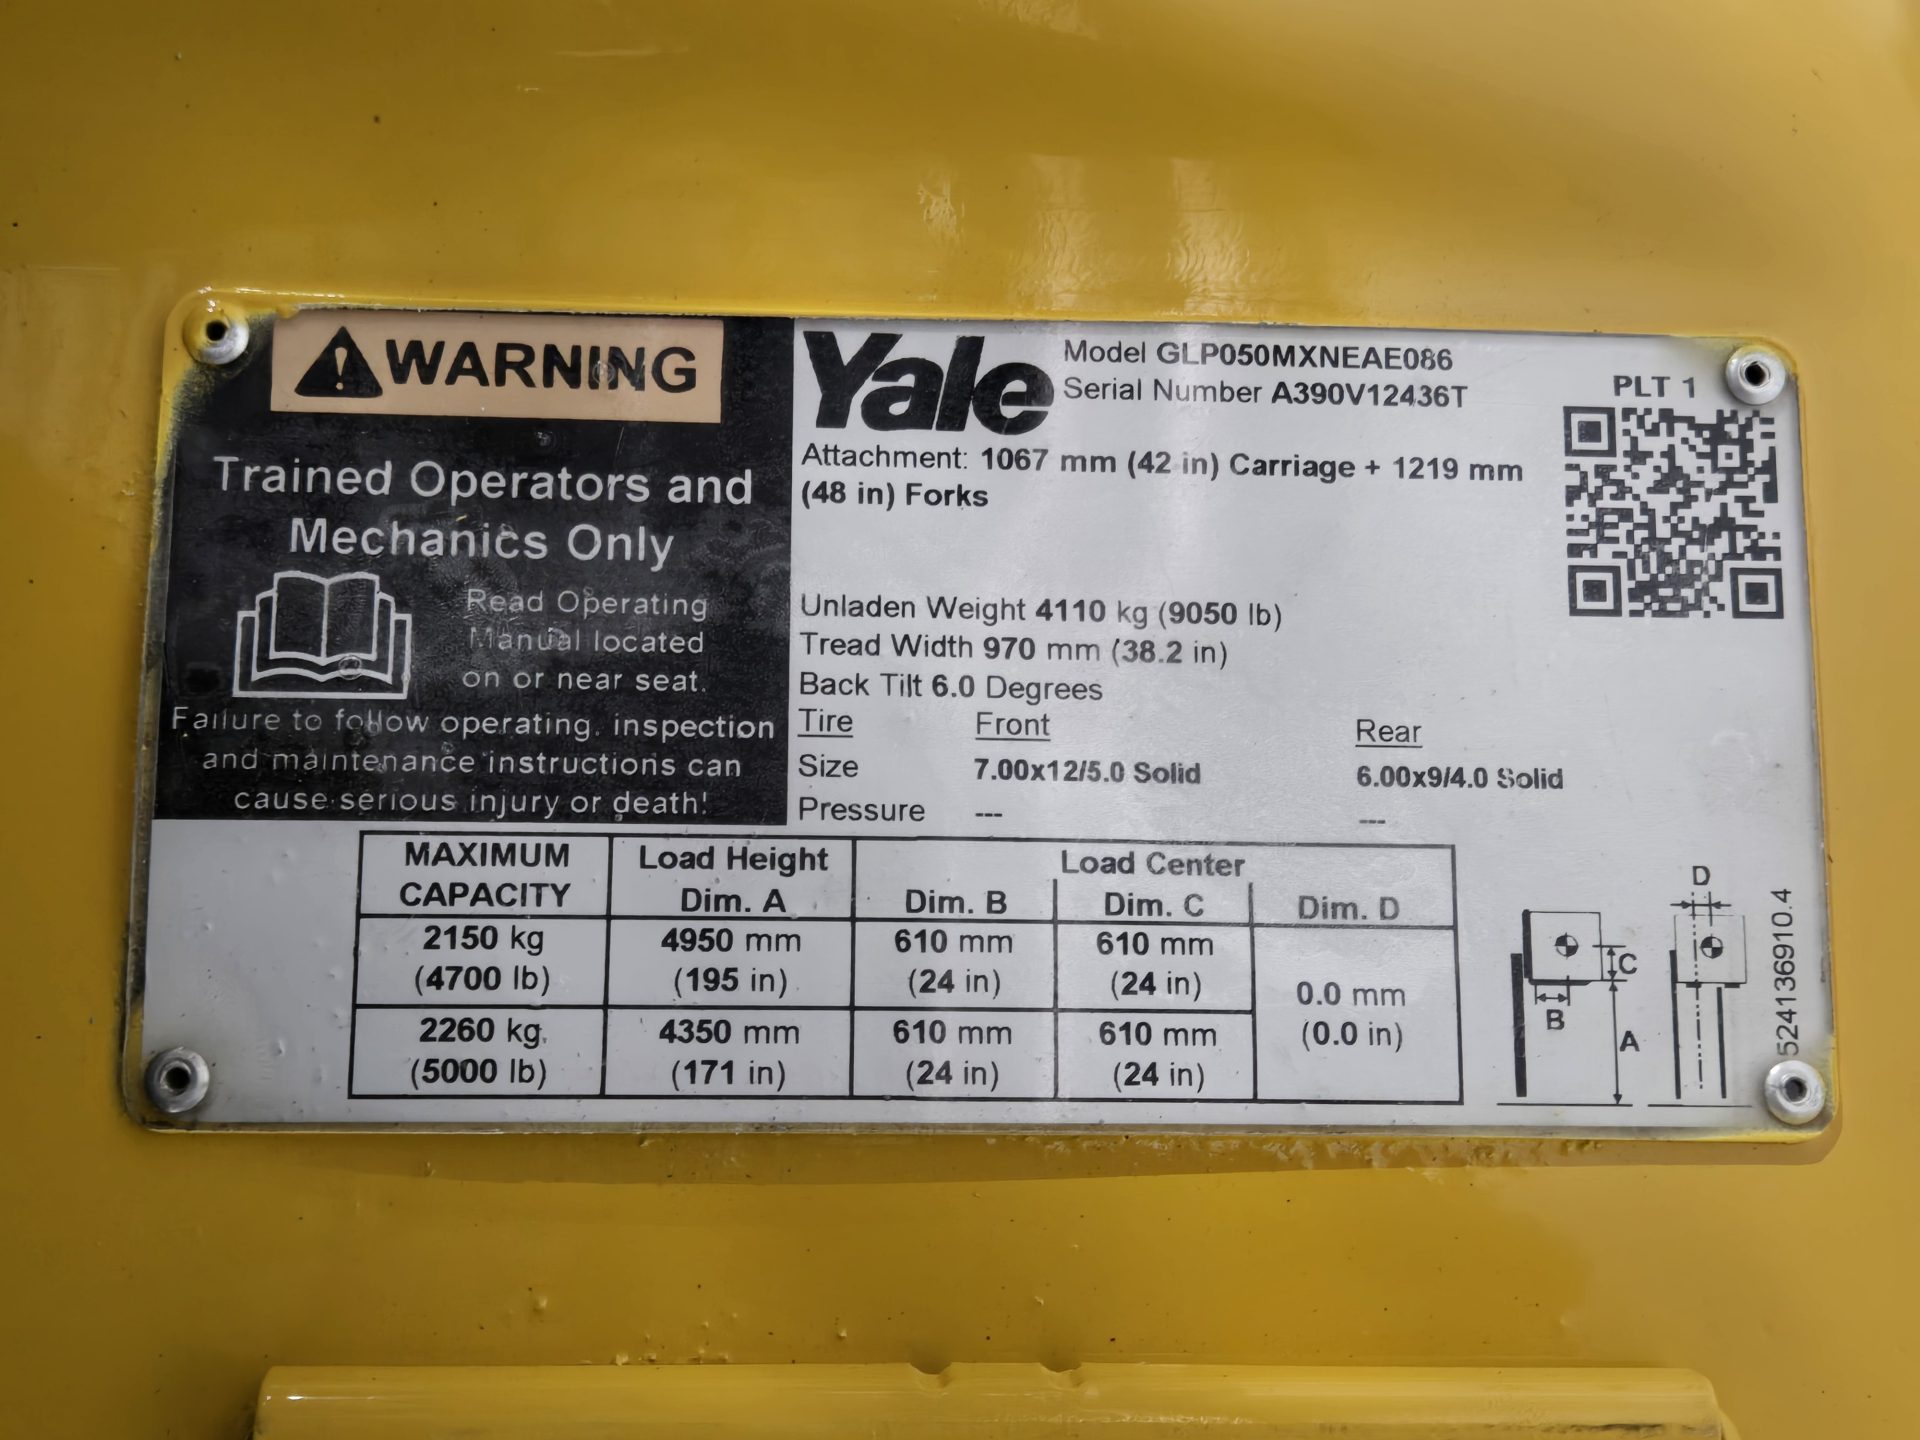 WARNING
Trained Operators and
Mechanics Only
Read Operating
Manual located
on or near seat.
Failure to follow operating, inspection
and maintenance instructions can
cause serious injury or death!
Yale
Model GLP050MXNEAE086
Serial Number A390V12436T
PLT 1
Attachment: 1067 mm (42 in) Carriage + 1219 mm
(48 in) Forks
Unladen Weight 4110 kg (9050 lb)
Tread Width 970 mm (38.2 in)
Back Tilt 6.0 Degrees
Tire Front Rear
Size 7.00x12/5.0 Solid 6.00x9/4.0 Solid
Pressure --- ---
MAXIMUM Load Height Load Center
CAPACITY Dim. A Dim. B Dim. C Dim. D
2150 kg 4950 mm 610 mm 610 mm
(4700 lb) (195 in) (24 in) (24 in)
0.0 mm
(0.0 in)
2260 kg 4350 mm 610 mm 610 mm
(5000 lb) (171 in) (24 in) (24 in)
D
C
B
A
524136910.4